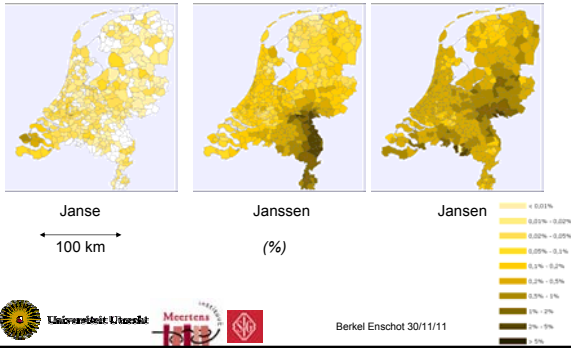 Janse
Janssen
Jansen
100 km
(%)
< 0,01%
0,01% - 0,02%
0,02% - 0,05%
0,05% - 0,1%
0,1% - 0,2%
0,2% - 0,5%
0,5% - 1%
1% - 2%
2% - 5%
> 5%
Universiteit Utrecht
Meertens
instituut
Berkel Enschot 30/11/11